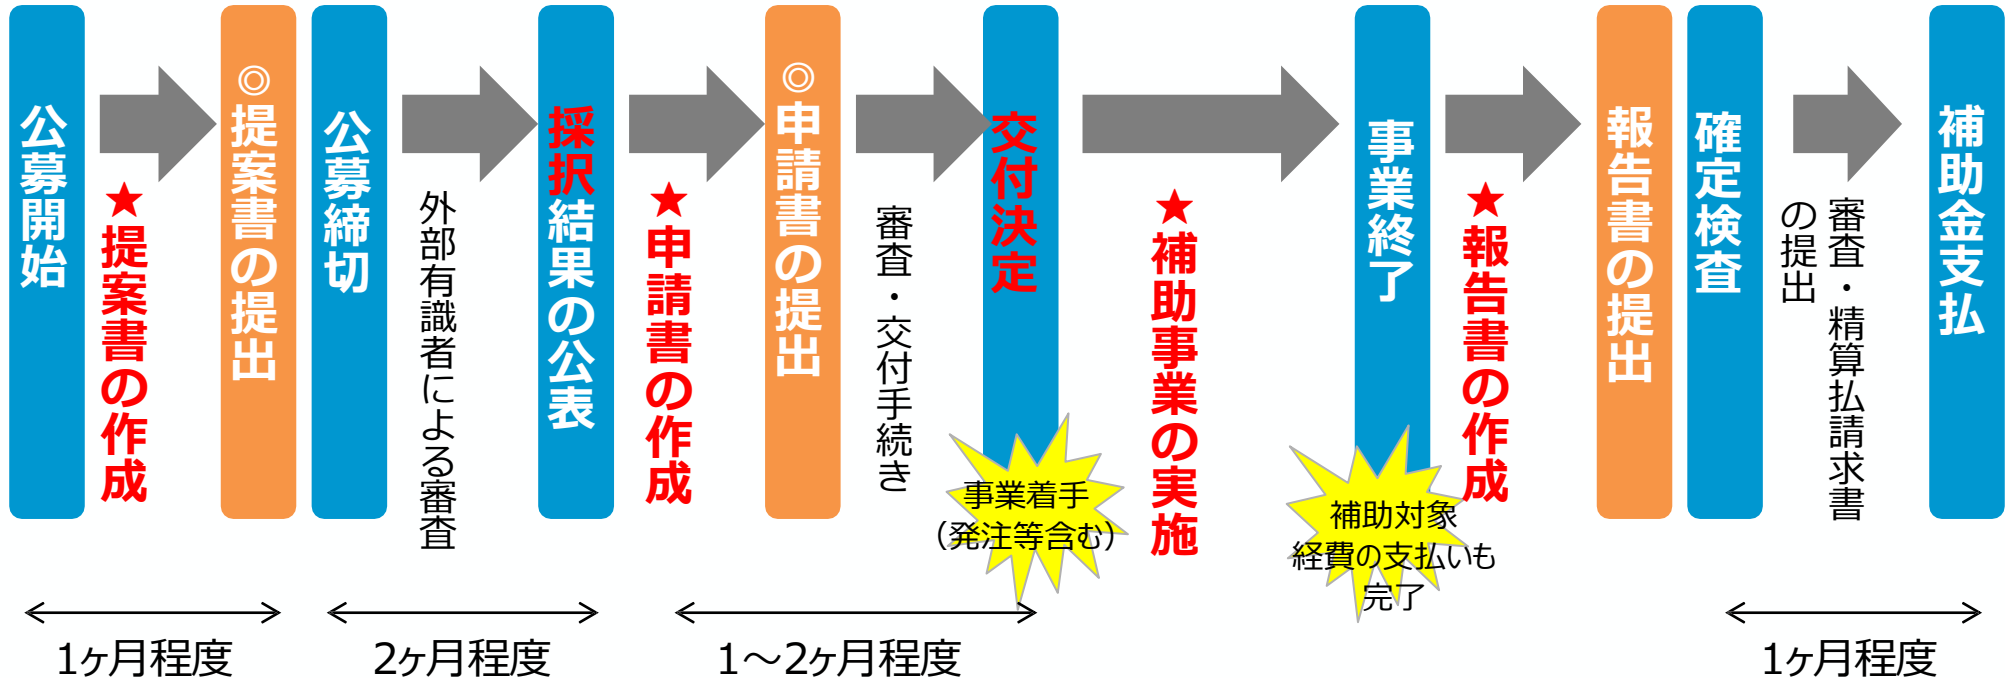 公募開始
★提案書の作成
◎提案書の提出
公募締切
外部有識者による審査
採択結果の公表
★申請書の作成
◎申請書の提出
審査・交付手続き
交付決定
事業着手
（発注等含む）
★補助事業の実施
事業終了
補助対象
経費の支払いも
完了
★報告書の作成
報告書の提出
確定検査
審査・精算払請求書
の提出
補助金支払
1ヶ月程度
2ヶ月程度
1～2ヶ月程度
1ヶ月程度